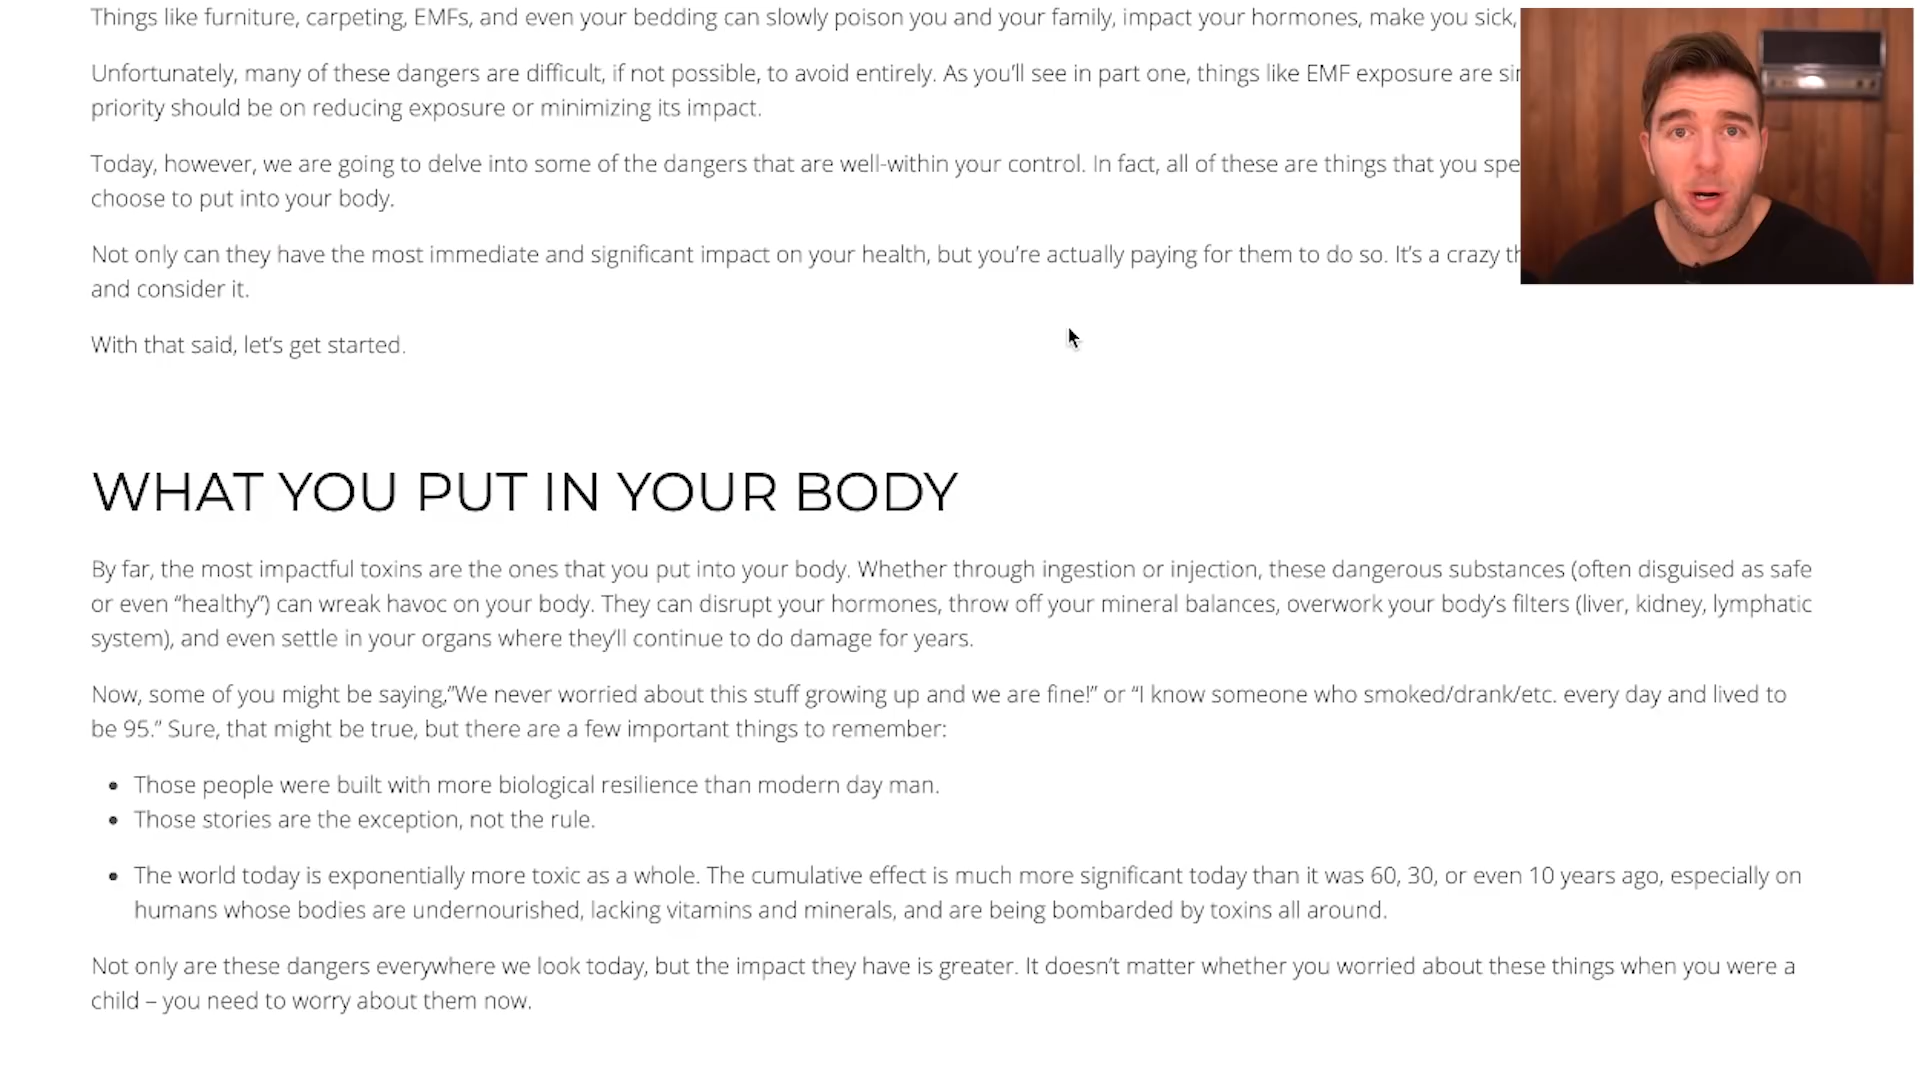 Things like furniture, carpeting, EMFs, and even your bedding can slowly poison you and your family, impact your hormones, make you sick,
Unfortunately, many of these dangers are difficult, if not possible, to avoid entirely. As you’ll see in part one, things like EMF exposure are
priority should be on reducing exposure or minimizing its impact.
Today, however, we are going to delve into some of the dangers that are well-within your control. In fact, all of these are things that you
choose to put into your body.
Not only can they have the most immediate and significant impact on your health, but you’re actually paying for them to do so. It’s a crazy
and consider it.
With that said, let’s get started.
WHAT YOU PUT IN YOUR BODY
By far, the most impactful toxins are the ones that you put into your body. Whether through ingestion or injection, these dangerous substances (often disguised as safe
or even “healthy”) can wreak havoc on your body. They can disrupt your hormones, throw off your mineral balances, overwork your body’s filters (liver, kidney, lymphatic
system), and even settle in your organs where they’ll continue to do damage for years.
Now, some of you might be saying,”We never worried about this stuff growing up and we are fine!” or “I know someone who smoked/drank/etc. every day and lived to
be 95.” Sure, that might be true, but there are a few important things to remember:
• Those people were built with more biological resilience than modern day man.
• Those stories are the exception, not the rule.
• The world today is exponentially more toxic as a whole. The cumulative effect is much more significant today than it was 60, 30, or even 10 years ago, especially on
humans whose bodies are undernourished, lacking vitamins and minerals, and are being bombarded by toxins all around.
Not only are these dangers everywhere we look today, but the impact they have is greater. It doesn’t matter whether you worried about these things when you were a
child – you need to worry about them now.